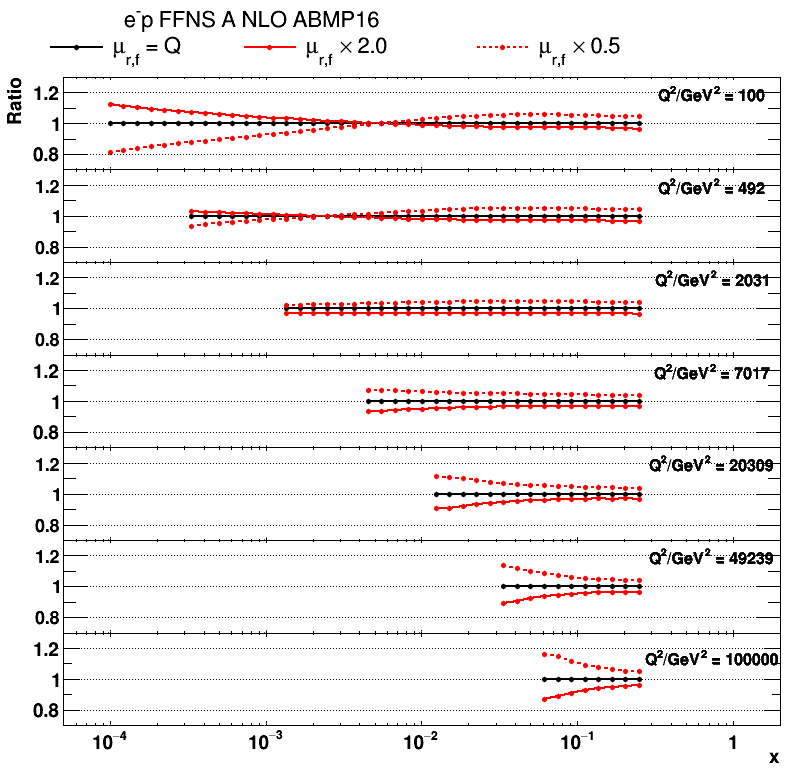 e⁻p FFNS A NLO ABMP16
μr,f = Q μr,f × 2.0 μr,f × 0.5
Ratio
1.2 1 0.8 Q²/GeV² = 100
1.2 1 0.8 Q²/GeV² = 492
1.2 1 0.8 Q²/GeV² = 2031
1.2 1 0.8 Q²/GeV² = 7017
1.2 1 0.8 Q²/GeV² = 20309
1.2 1 0.8 Q²/GeV² = 49239
1.2 1 0.8 Q²/GeV² = 100000
10⁻⁴ 10⁻³ 10⁻² 10⁻¹ 1
x